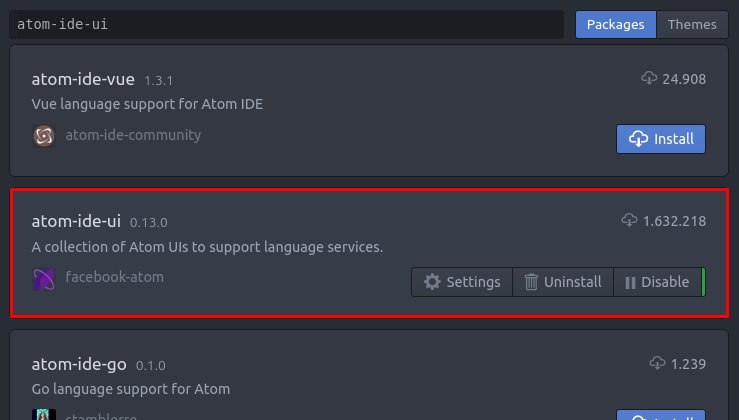 atom-ide-ui
Packages Themes
atom-ide-vue 1.3.1 24.908
Vue language support for Atom IDE
atom-ide-community
Install
atom-ide-ui 0.13.0 1.632.218
A collection of Atom UIs to support language services.
facebook-atom
Settings Uninstall Disable
atom-ide-go 0.1.0 1.239
Go language support for Atom